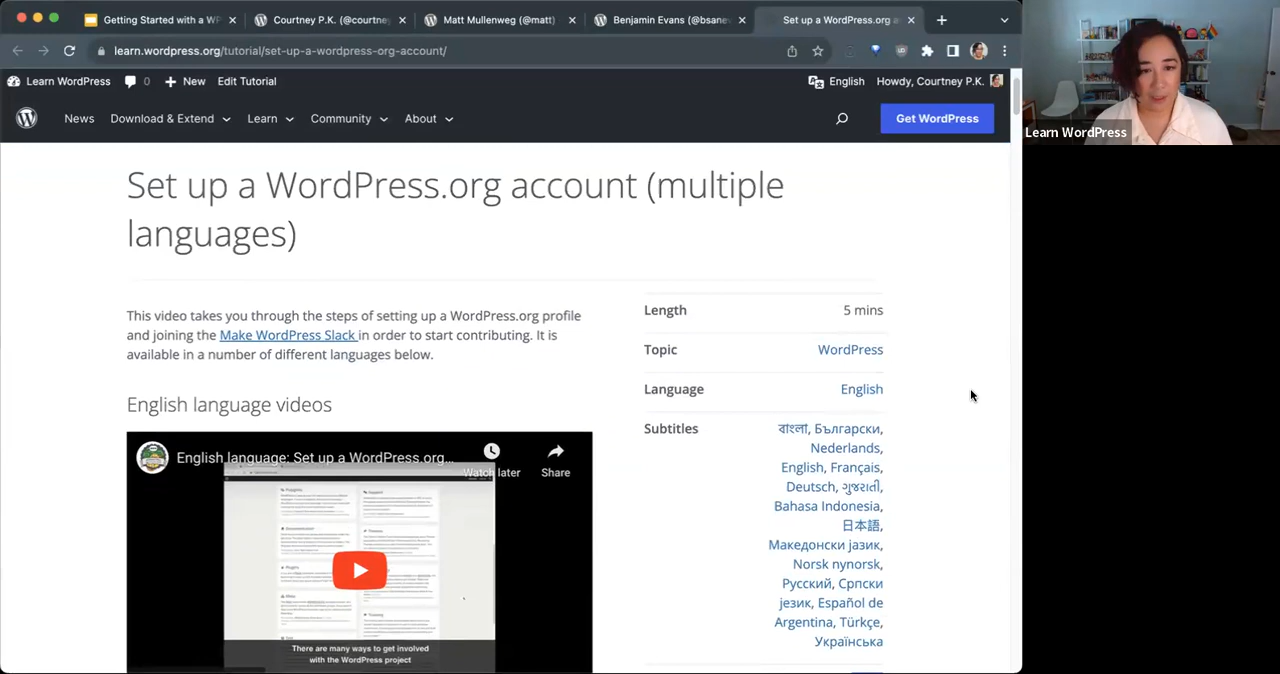 Getting Started with a WP
Courtney P.K. (@courtney
Matt Mullenweg (@matt)
Benjamin Evans (@bsane
Set up a WordPress.org a
learn.wordpress.org/tutorial/set-up-a-wordpress-org-account/
Learn WordPress
0
New
Edit Tutorial
English
Howdy, Courtney P.K.
News
Download & Extend
Learn
Community
About
Get WordPress
Learn WordPress
Set up a WordPress.org account (multiple
languages)
This video takes you through the steps of setting up a WordPress.org profile
and joining the Make WordPress Slack in order to start contributing. It is
available in a number of different languages below.
English language videos
English language: Set up a WordPress.org...
Watch later
Share
There are many ways to get involved
with the WordPress project
Length
5 mins
Topic
WordPress
Language
English
Subtitles
বাংলা, Български,
Nederlands,
English, Français,
Deutsch, ગુજરાતી,
Bahasa Indonesia,
日本語,
Македонски јазик,
Norsk nynorsk,
Русский, Српски
језик, Español de
Argentina, Türkçe,
Українська